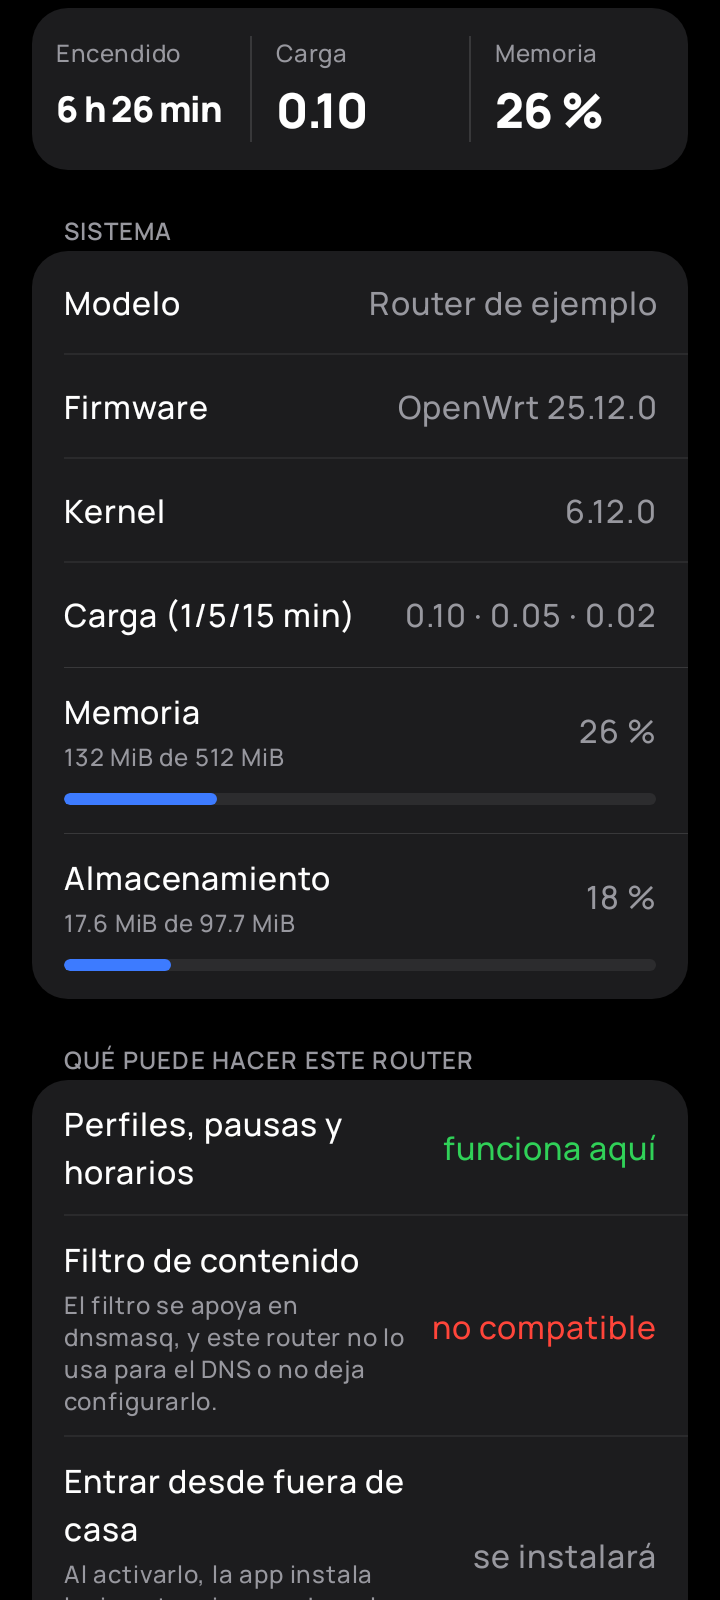 Encendido
6 h 26 min
Carga
0.10
Memoria
26 %
SISTEMA
Modelo
Router de ejemplo
Firmware
OpenWrt 25.12.0
Kernel
6.12.0
Carga (1/5/15 min)
0.10 · 0.05 · 0.02
Memoria
132 MiB de 512 MiB
26 %
Almacenamiento
17.6 MiB de 97.7 MiB
18 %
QUÉ PUEDE HACER ESTE ROUTER
Perfiles, pausas y
horarios
funciona aquí
Filtro de contenido
El filtro se apoya en
dnsmasq, y este router no lo
usa para el DNS o no deja
configurarlo.
no compatible
Entrar desde fuera de
casa
Al activarlo, la app instala
se instalará